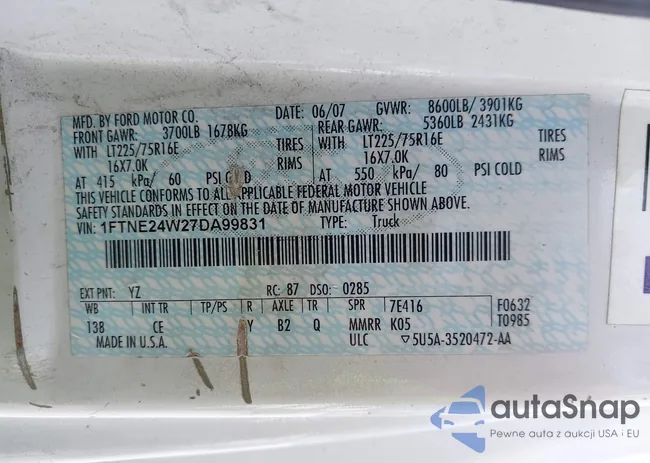 MFD. BY FORD MOTOR CO.
DATE: 06/07 GVWR: 8600LB/ 3901KG
FRONT GAWR: 3700LB 1678KG
REAR GAWR: 5360LB 2431KG
WITH LT225/75R16E TIRES
WITH LT225/75R16E TIRES
16X7.0K RIMS
16X7.0K RIMS
AT 415 kPa/ 60 PSI COLD
AT 550 kPa/ 80 PSI COLD
THIS VEHICLE CONFORMS TO ALL APPLICABLE FEDERAL MOTOR VEHICLE
SAFETY STANDARDS IN EFFECT ON THE DATE OF MANUFACTURE SHOWN ABOVE.
VIN: 1FTNE24W27DA99831 TYPE: Truck
EXT PNT: YZ RC: 87 DSO: 0285
WB INT TR TP/PS R AXLE TR SPR 7E416 F0632
138 CE Y B2 Q MMRR K05 T0985
MADE IN U.S.A. ULC ▽5U5A-3520472-AA
autaSnap
Pewne auta z aukcji USA i EU